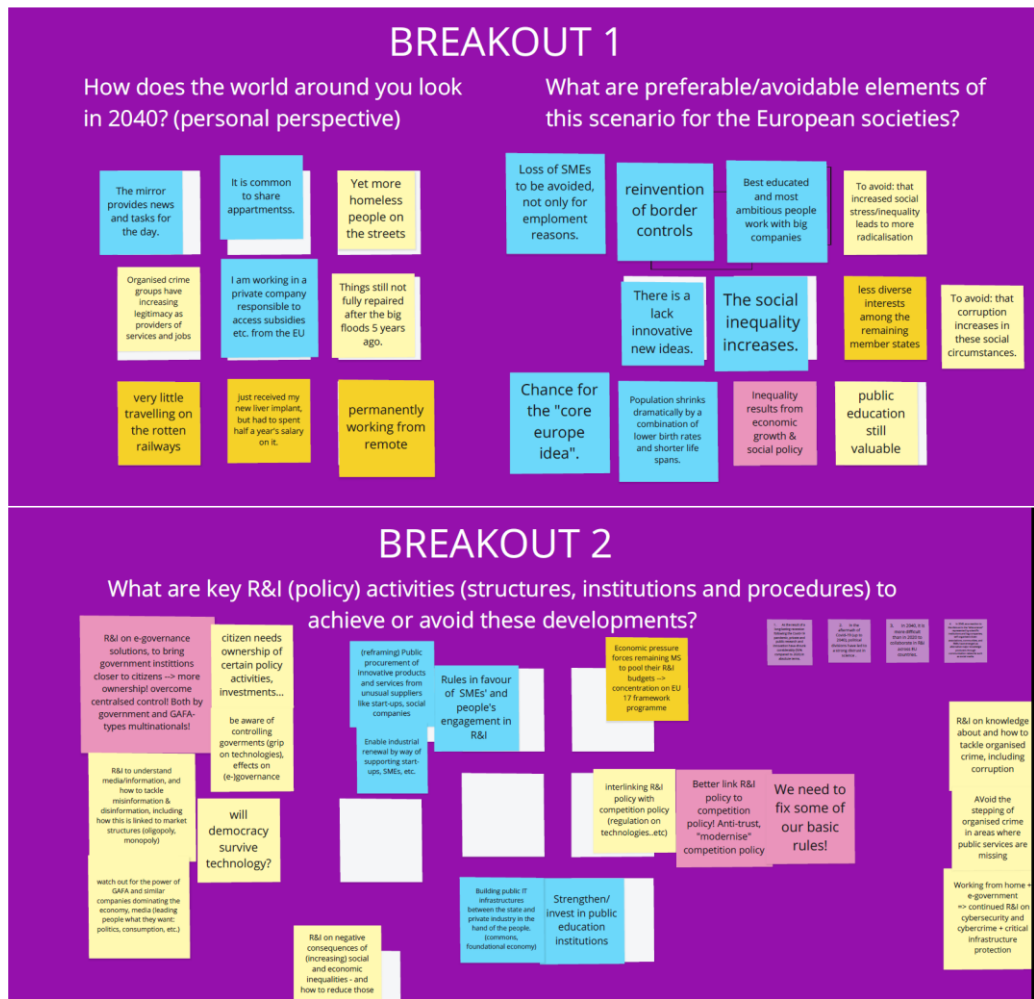 BREAKOUT 1
How does the world around you look
in 2040? (personal perspective)
What are preferable/avoidable elements of
this scenario for the European societies?
The mirror
provides news
and tasks for
the day.
It is common
to share
appartmentss.
Yet more
homeless
people on
the streets
Organised crime
groups have
increasing
legitimacy as
providers of
services and jobs
I am working in a
private company
responsible to
access subsidies
etc. from the EU
Things still not
fully repaired
after the big
floods 5 years
ago.
very little
travelling on
the rotten
railways
just received my
new liver implant,
but had to spent
half a year's salary
on it.
permanently
working from
remote
Loss of SMEs
to be avoided,
not only for
emploment
reasons.
reinvention
of border
controls
Best educated
and most
ambitious people
work with big
companies
To avoid: that
increased social
stress/inequality
leads to more
radicalisation
There is a
lack
innovative
new ideas.
The social
inequality
increases.
less diverse
interests
among the
remaining
member states
To avoid: that
corruption
increases in
these social
circumstances.
Chance for
the "core
europe
idea".
Population shrinks
dramatically by a
combination of
lower birth rates
and shorter life
spans.
Inequality
results from
economic
growth &
social policy
public
education
still
valuable
BREAKOUT 2
What are key R&I (policy) activities (structures, institutions and procedures) to
achieve or avoid these developments?
R&I on e-governance
solutions, to bring
government instittions
closer to citizens --> more
ownership! overcome
centralsed control! Both by
government and GAFA-
types multinationals!
citizen needs
ownership of
certain policy
activities,
investments...
be aware of
controlling
goverments (grip
on technologies),
effects on
(e-)governance
R&I to understand
media/information, and
how to tackle
misinformation &
disinformation, including
how this is linked to market
structures (oligopoly,
monopoly)
will
democracy
survive
technology?
watch out for the power of
GAFA and similar
companies dominating the
economy, media (leading
people what they want;
politics, consumption, etc.)
R&I on negative
consequences of
(increasing) social
and economic
inequalities - and
how to reduce those
(reframing) Public
procurement of
innovative products
and services from
unusual suppliers
like start-ups, social
companies
Rules in favour
of SMEs' and
people's
engagement in
R&I
Enable industrial
renewal by way of
supporting start-
ups, SMEs, etc.
Economic pressure
forces remaining MS
to pool their R&I
budgets -->
concentration on EU
17 framework
programme
interlinking R&I
policy with
competition policy
(regulation on
technologies..etc)
Better link R&I
policy to
competition
policy! Anti-trust,
"modernise"
competition policy
We need to
fix some of
our basic
rules!
Building public IT
infrastructures
between the state and
private industry in the
hand of the people.
(commons,
foundational economy)
Strengthen/
invest in public
education
institutions
R&I on knowledge
about and how to
tackle organised
crime, including
corruption
AVoid the
stepping of
organised crime
in areas where
public services are
missing
Working from home +
e-government
=> continued R&I on
cybersecurity and
cybercrime + critical
infrastructure
protection